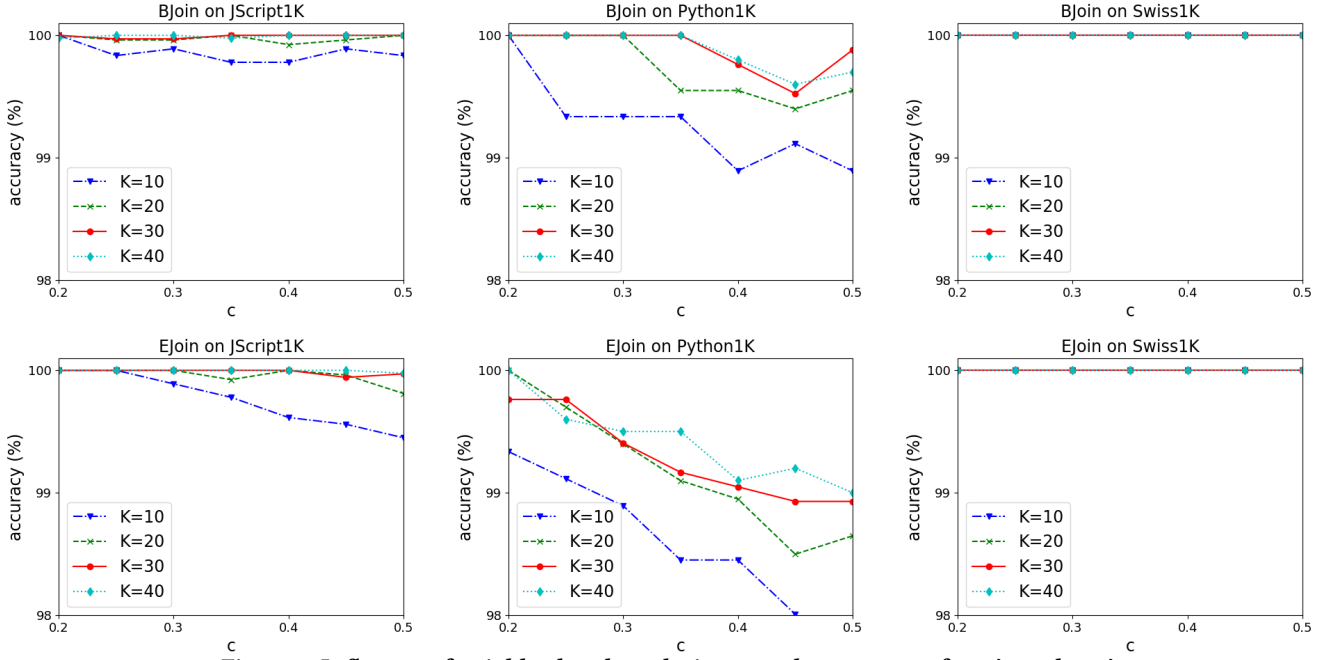 BJoin on JScript1K
accuracy (%)
100
99
98
K=10
K=20
K=30
K=40
0.2 0.3 0.4 0.5
c
BJoin on Python1K
accuracy (%)
100
99
98
K=10
K=20
K=30
K=40
0.2 0.3 0.4 0.5
c
BJoin on Swiss1K
accuracy (%)
100
99
98
K=10
K=20
K=30
K=40
0.2 0.3 0.4 0.5
c
EJoin on JScript1K
accuracy (%)
100
99
98
K=10
K=20
K=30
K=40
0.2 0.3 0.4 0.5
c
EJoin on Python1K
accuracy (%)
100
99
98
K=10
K=20
K=30
K=40
0.2 0.3 0.4 0.5
c
EJoin on Swiss1K
accuracy (%)
100
99
98
K=10
K=20
K=30
K=40
0.2 0.3 0.4 0.5
c